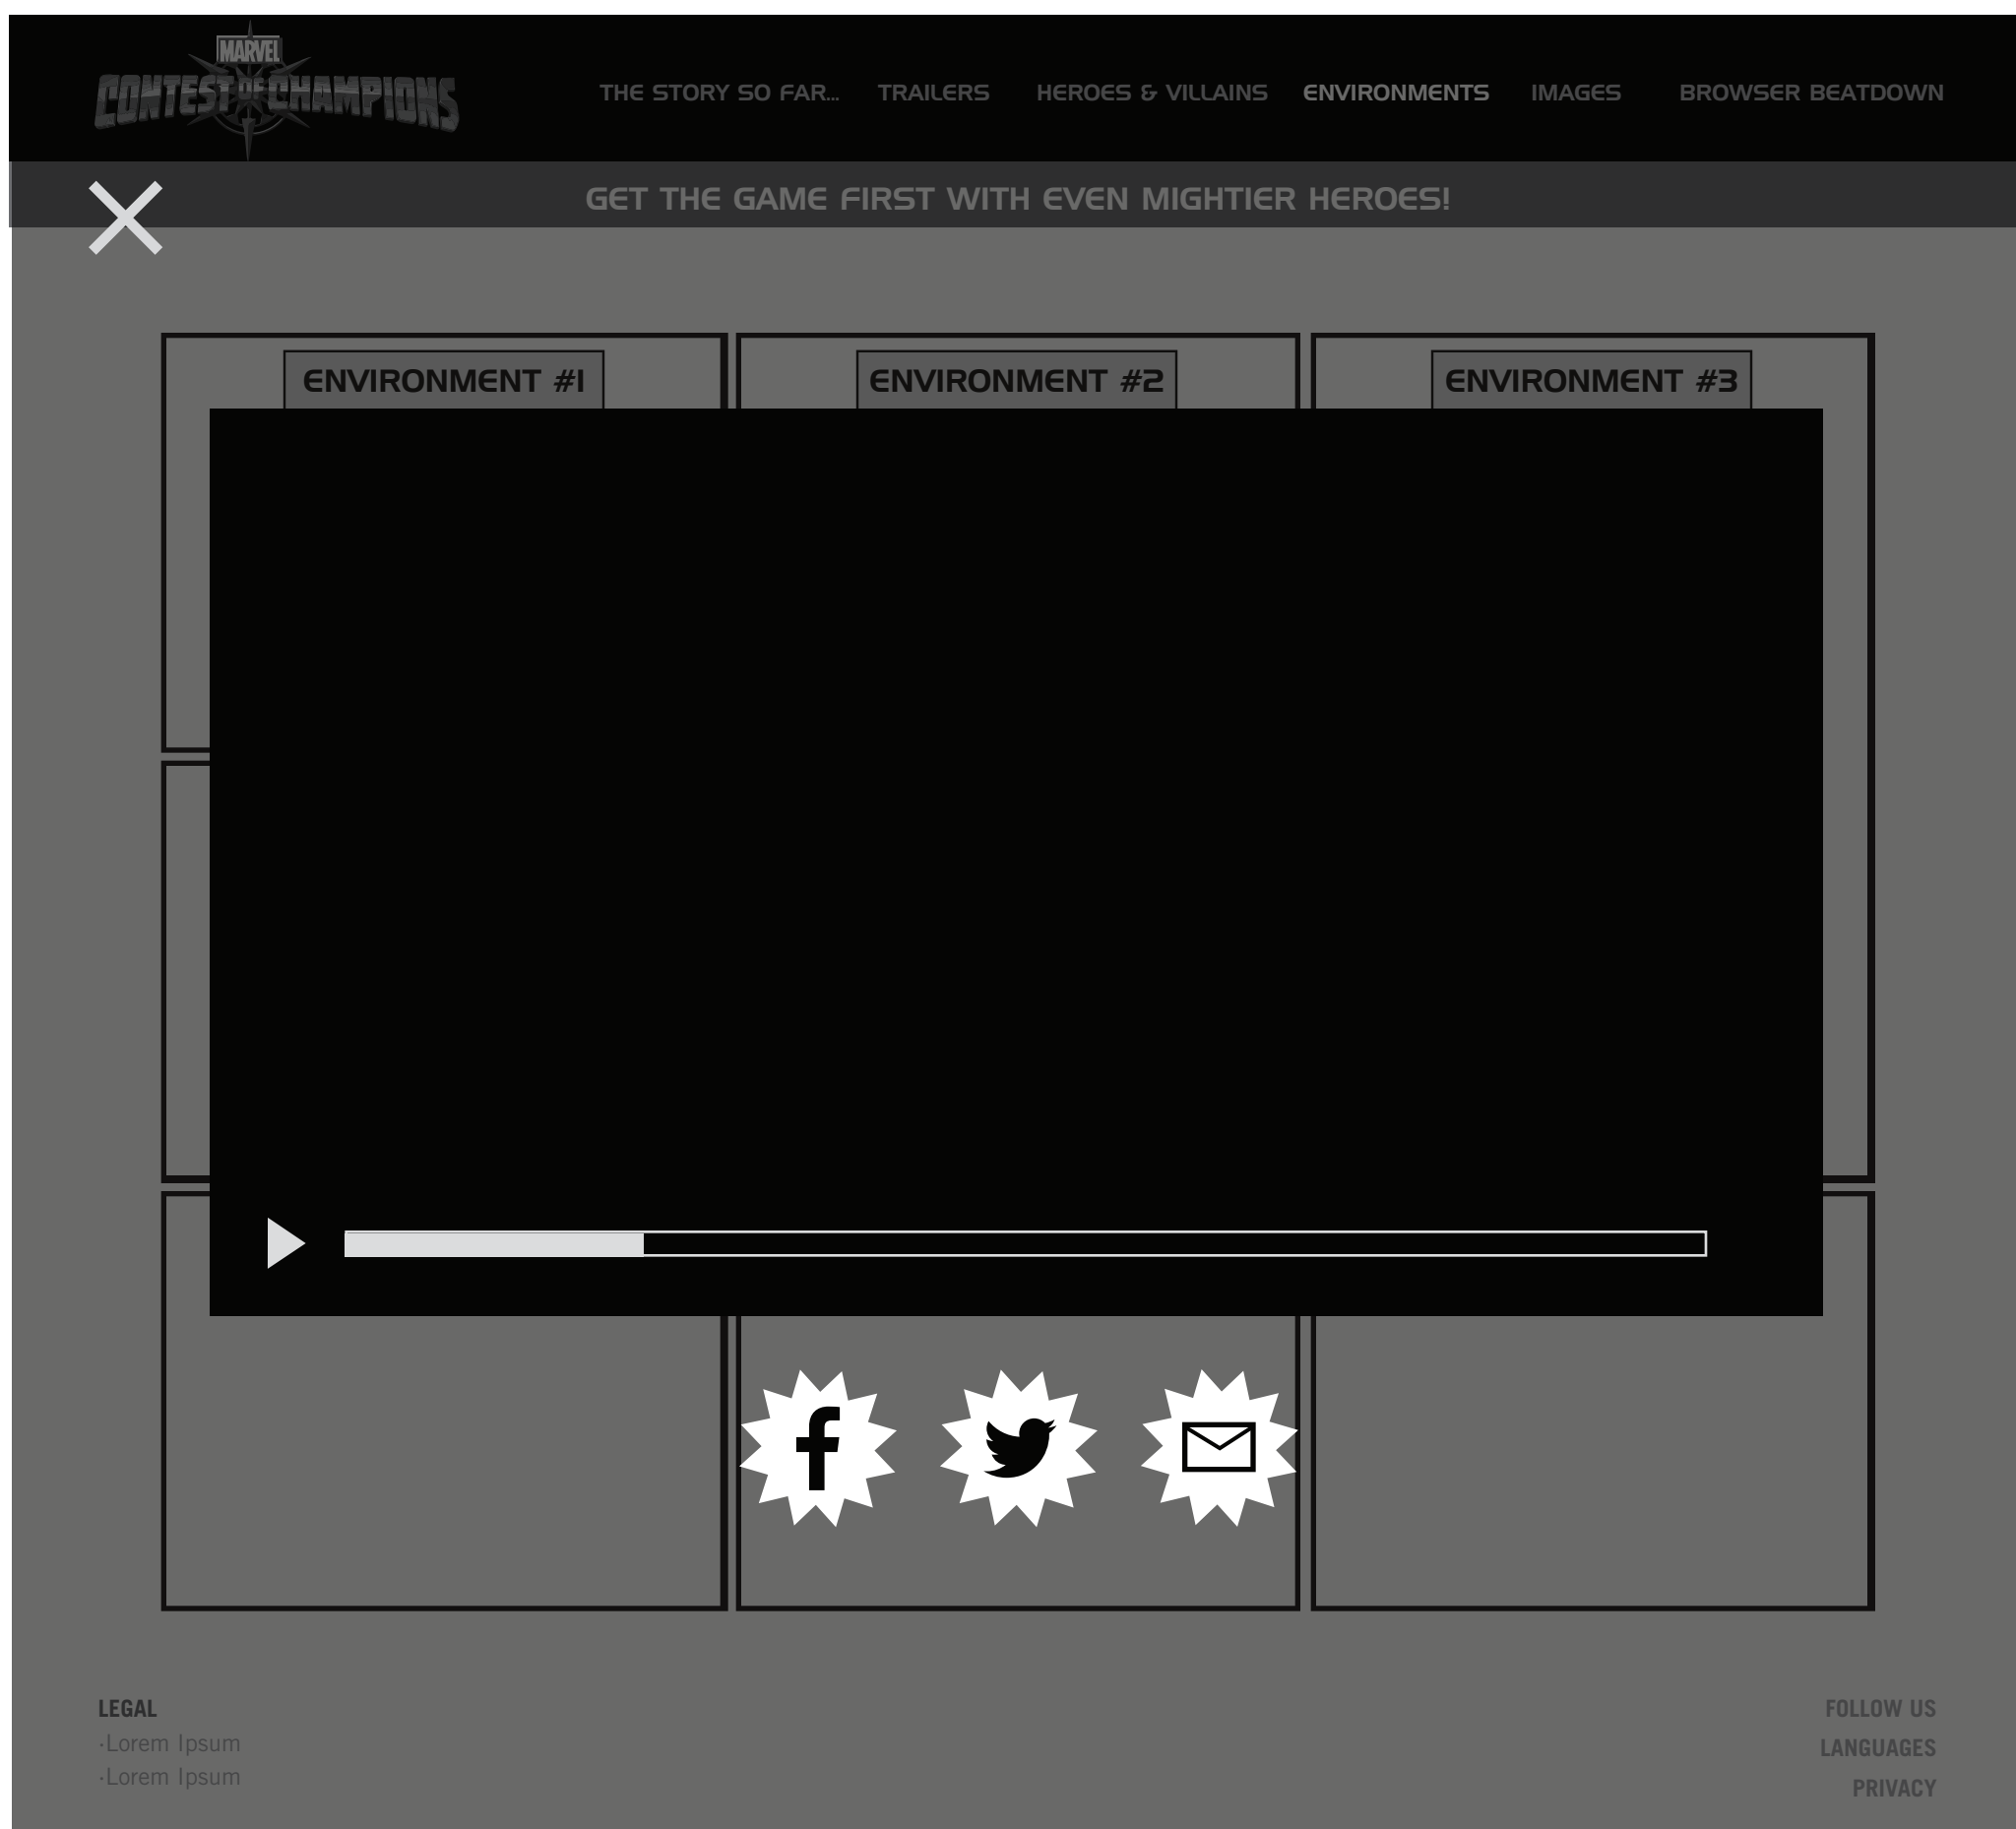 MARVEL
CONTEST OF CHAMPIONS
THE STORY SO FAR... TRAILERS HEROES & VILLAINS ENVIRONMENTS IMAGES BROWSER BEATDOWN
GET THE GAME FIRST WITH EVEN MIGHTIER HEROES!
ENVIRONMENT #1 ENVIRONMENT #2 ENVIRONMENT #3
LEGAL
·Lorem Ipsum
·Lorem Ipsum
FOLLOW US
LANGUAGES
PRIVACY